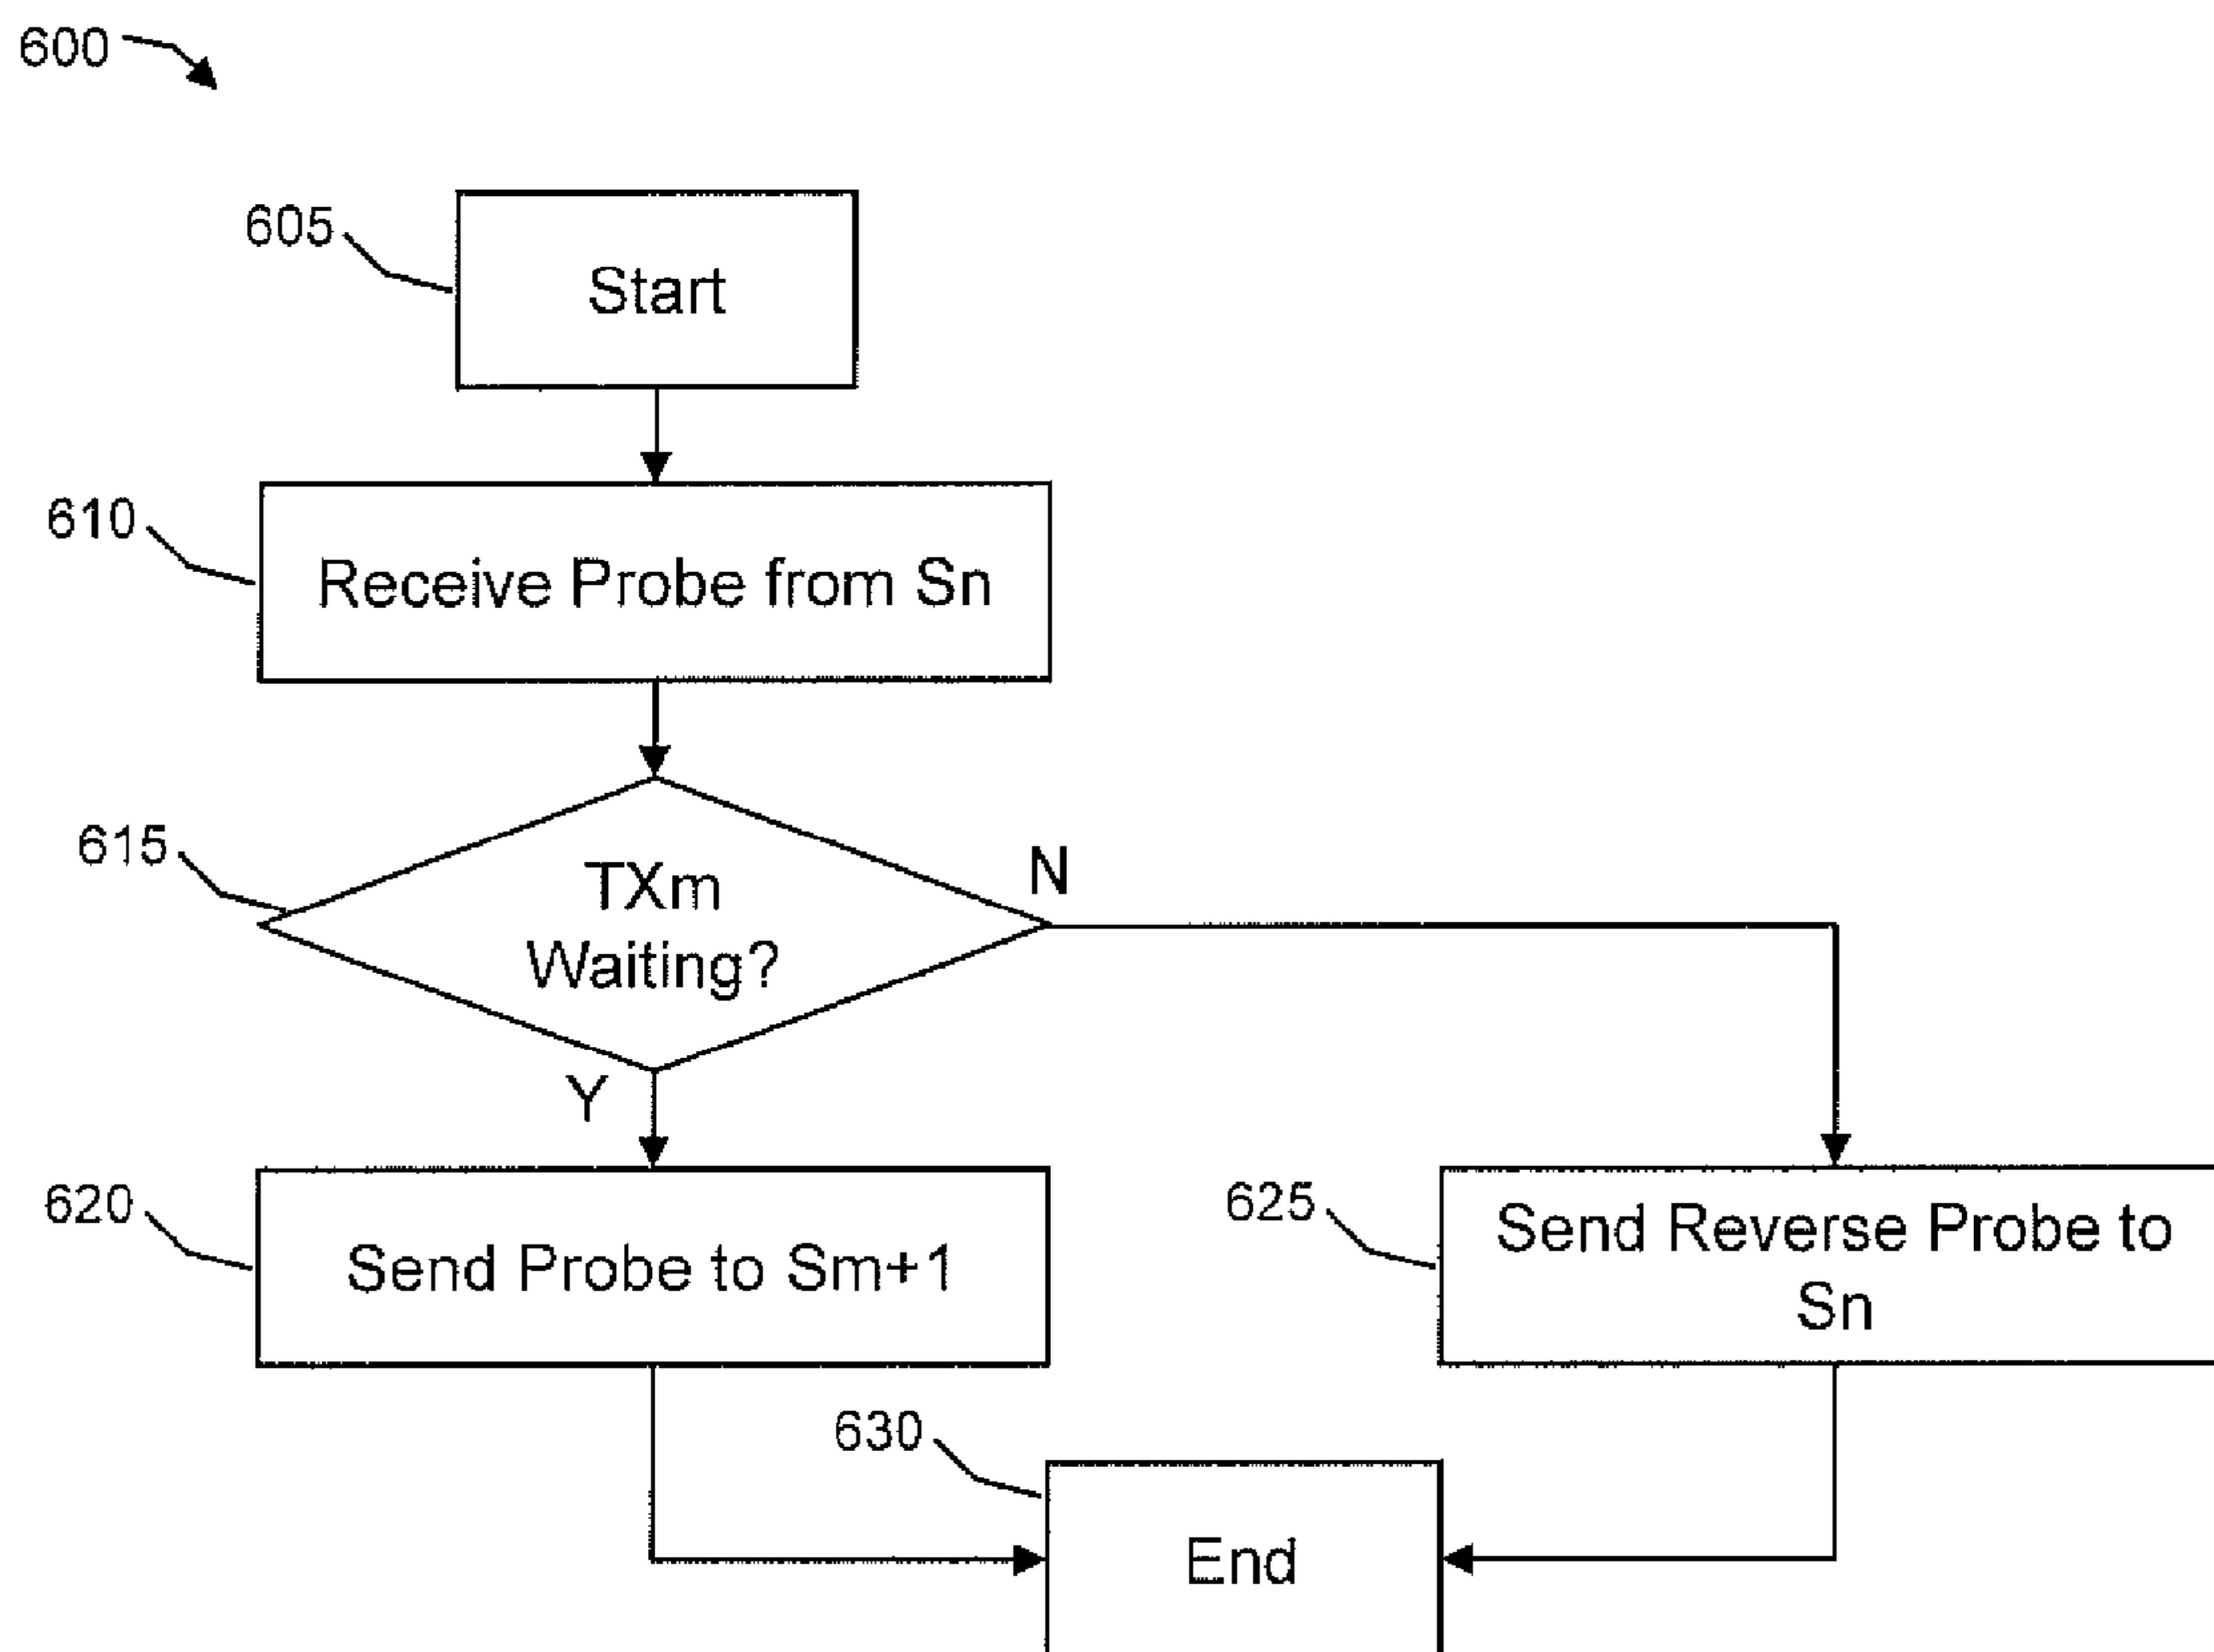 600
605
Start
610
Receive Probe from Sn
615
TXm
Waiting?
N
Y
620
Send Probe to Sm+1
625
Send Reverse Probe to
Sn
630
End